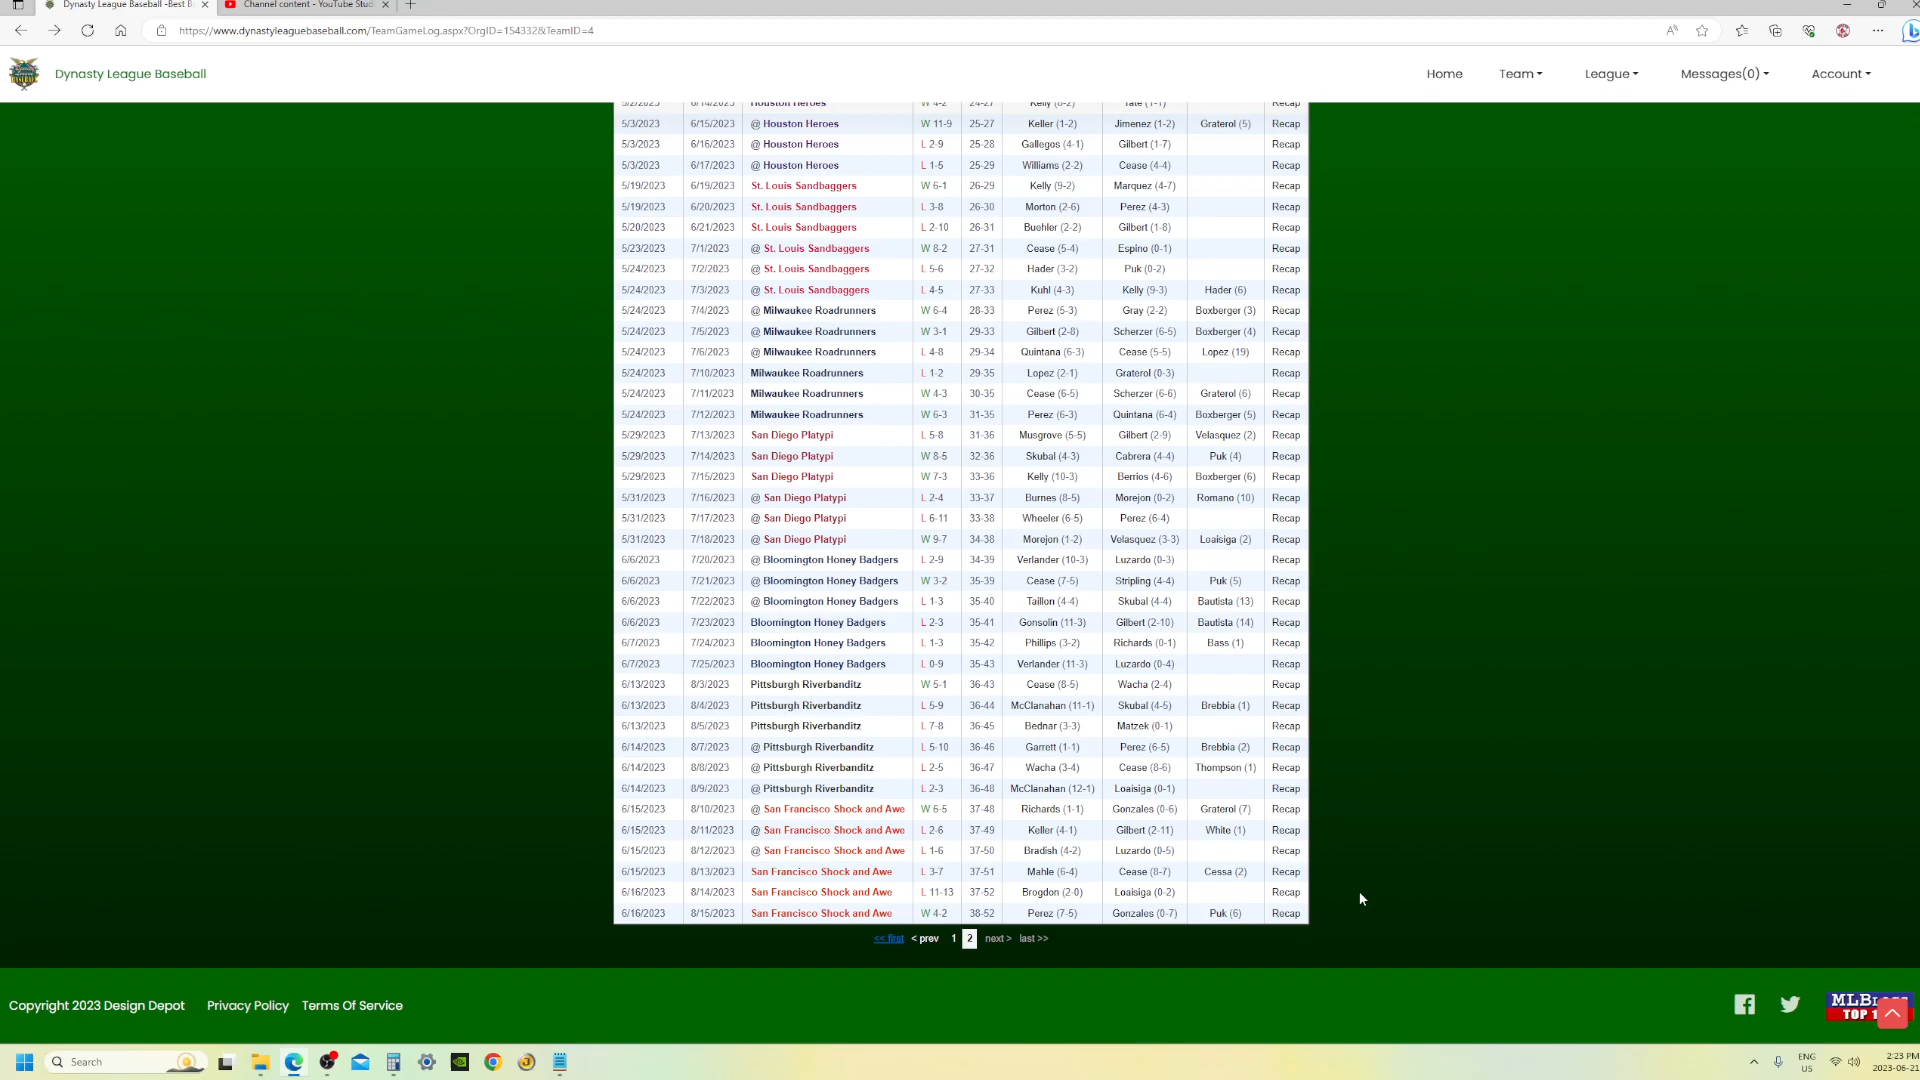 Dynasty League Baseball -Best B
Channel content - YouTube Stud
https://www.dynastyleaguebaseball.com/TeamGameLog.aspx?OrgID=154332&TeamID=4
Dynasty League Baseball Home Team League Messages(0) Account
5/2/2023 6/14/2023 Houston Heroes W 4-2 24-27 Kelly (8-2) Tate (1-1) Recap
5/3/2023 6/15/2023 @ Houston Heroes W 11-9 25-27 Keller (1-2) Jimenez (1-2) Graterol (5) Recap
5/3/2023 6/16/2023 @ Houston Heroes L 2-9 25-28 Gallegos (4-1) Gilbert (1-7) Recap
5/3/2023 6/17/2023 @ Houston Heroes L 1-5 25-29 Williams (2-2) Cease (4-4) Recap
5/19/2023 6/19/2023 St. Louis Sandbaggers W 6-1 26-29 Kelly (9-2) Marquez (4-7) Recap
5/19/2023 6/20/2023 St. Louis Sandbaggers L 3-8 26-30 Morton (2-6) Perez (4-3) Recap
5/20/2023 6/21/2023 St. Louis Sandbaggers L 2-10 26-31 Buehler (2-2) Gilbert (1-8) Recap
5/23/2023 7/1/2023 @ St. Louis Sandbaggers W 8-2 27-31 Cease (5-4) Espino (0-1) Recap
5/24/2023 7/2/2023 @ St. Louis Sandbaggers L 5-6 27-32 Hader (3-2) Puk (0-2) Recap
5/24/2023 7/3/2023 @ St. Louis Sandbaggers L 4-5 27-33 Kuhl (4-3) Kelly (9-3) Hader (6) Recap
5/24/2023 7/4/2023 @ Milwaukee Roadrunners W 6-4 28-33 Perez (5-3) Gray (2-2) Boxberger (3) Recap
5/24/2023 7/5/2023 @ Milwaukee Roadrunners W 3-1 29-33 Gilbert (2-8) Scherzer (6-5) Boxberger (4) Recap
5/24/2023 7/6/2023 @ Milwaukee Roadrunners L 4-8 29-34 Quintana (6-3) Cease (5-5) Lopez (19) Recap
5/24/2023 7/10/2023 Milwaukee Roadrunners L 1-2 29-35 Lopez (2-1) Graterol (0-3) Recap
5/24/2023 7/11/2023 Milwaukee Roadrunners W 4-3 30-35 Cease (6-5) Scherzer (6-6) Graterol (6) Recap
5/24/2023 7/12/2023 Milwaukee Roadrunners W 6-3 31-35 Perez (6-3) Quintana (6-4) Boxberger (5) Recap
5/29/2023 7/13/2023 San Diego Platypi L 5-8 31-36 Musgrove (5-5) Gilbert (2-9) Velasquez (2) Recap
5/29/2023 7/14/2023 San Diego Platypi W 8-5 32-36 Skubal (4-3) Cabrera (4-4) Puk (4) Recap
5/29/2023 7/15/2023 San Diego Platypi W 7-3 33-36 Kelly (10-3) Berrios (4-6) Boxberger (6) Recap
5/31/2023 7/16/2023 @ San Diego Platypi L 2-4 33-37 Burnes (8-5) Morejon (0-2) Romano (10) Recap
5/31/2023 7/17/2023 @ San Diego Platypi L 6-11 33-38 Wheeler (6-5) Perez (6-4) Recap
5/31/2023 7/18/2023 @ San Diego Platypi W 9-7 34-38 Morejon (1-2) Velasquez (3-3) Loaisiga (2) Recap
6/6/2023 7/20/2023 @ Bloomington Honey Badgers L 2-9 34-39 Verlander (10-3) Luzardo (0-3) Recap
6/6/2023 7/21/2023 @ Bloomington Honey Badgers W 3-2 35-39 Cease (7-5) Stripling (4-4) Puk (5) Recap
6/6/2023 7/22/2023 @ Bloomington Honey Badgers L 1-3 35-40 Taillon (4-4) Skubal (4-4) Bautista (13) Recap
6/6/2023 7/23/2023 Bloomington Honey Badgers L 2-3 35-41 Gonsolin (11-3) Gilbert (2-10) Bautista (14) Recap
6/7/2023 7/24/2023 Bloomington Honey Badgers L 1-3 35-42 Phillips (3-2) Richards (0-1) Bass (1) Recap
6/7/2023 7/25/2023 Bloomington Honey Badgers L 0-9 35-43 Verlander (11-3) Luzardo (0-4) Recap
6/13/2023 8/3/2023 Pittsburgh Riverbanditz W 5-1 36-43 Cease (8-5) Wacha (2-4) Recap
6/13/2023 8/4/2023 Pittsburgh Riverbanditz L 5-9 36-44 McClanahan (11-1) Skubal (4-5) Brebbia (1) Recap
6/13/2023 8/5/2023 Pittsburgh Riverbanditz L 7-8 36-45 Bednar (3-3) Matzek (0-1) Recap
6/14/2023 8/7/2023 @ Pittsburgh Riverbanditz L 5-10 36-46 Garrett (1-1) Perez (6-5) Brebbia (2) Recap
6/14/2023 8/8/2023 @ Pittsburgh Riverbanditz L 2-5 36-47 Wacha (3-4) Cease (8-6) Thompson (1) Recap
6/14/2023 8/9/2023 @ Pittsburgh Riverbanditz L 2-3 36-48 McClanahan (12-1) Loaisiga (0-1) Recap
6/15/2023 8/10/2023 @ San Francisco Shock and Awe W 6-5 37-48 Richards (1-1) Gonzales (0-6) Graterol (7) Recap
6/15/2023 8/11/2023 @ San Francisco Shock and Awe L 2-6 37-49 Keller (4-1) Gilbert (2-11) White (1) Recap
6/15/2023 8/12/2023 @ San Francisco Shock and Awe L 1-6 37-50 Bradish (4-2) Luzardo (0-5) Recap
6/15/2023 8/13/2023 San Francisco Shock and Awe L 3-7 37-51 Mahle (6-4) Cease (8-7) Cessa (2) Recap
6/16/2023 8/14/2023 San Francisco Shock and Awe L 11-13 37-52 Brogdon (2-0) Loaisiga (0-2) Recap
6/16/2023 8/15/2023 San Francisco Shock and Awe W 4-2 38-52 Perez (7-5) Gonzales (0-7) Puk (6) Recap
<< first < prev 1 2 next > last >>
Copyright 2023 Design Depot Privacy Policy Terms Of Service
TOP
Search
ENG
US
2:23 PM
2023-06-21